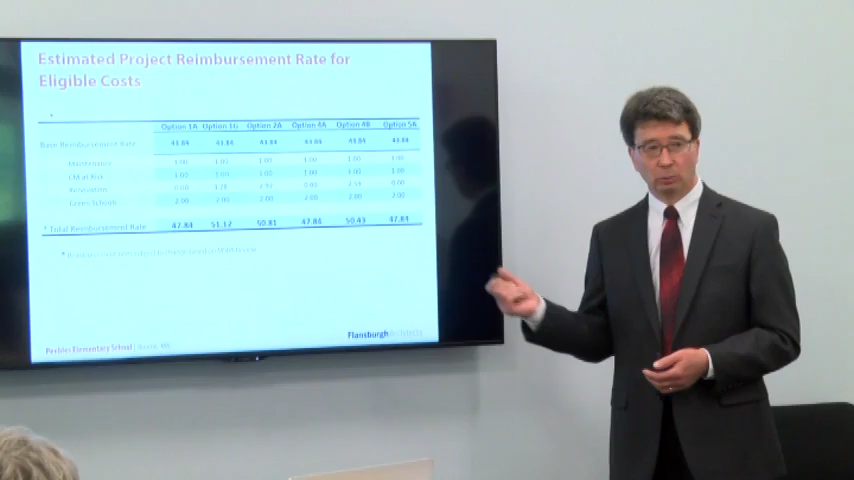 Estimated Project Reimbursement Rate for
Eligible Costs
Option 1A Option 1G Option 2A Option 4A Option 4B Option 5A
Base Reimbursement Rate 43.84 43.84 43.84 43.84 43.84 43.84
Maintenance 1.00 1.00 1.00 1.00 1.00 1.00
CM at Risk 1.00 1.00 1.00 1.00 1.00 1.00
Renovation 0.00 3.28 2.97 0.00 2.59 0.00
Green Schools 2.00 2.00 2.00 2.00 2.00 2.00
* Total Reimbursement Rate 47.84 51.12 50.81 47.84 50.43 47.84
FlansburghArchitects
Peebles Elementary School | Bourne, MA